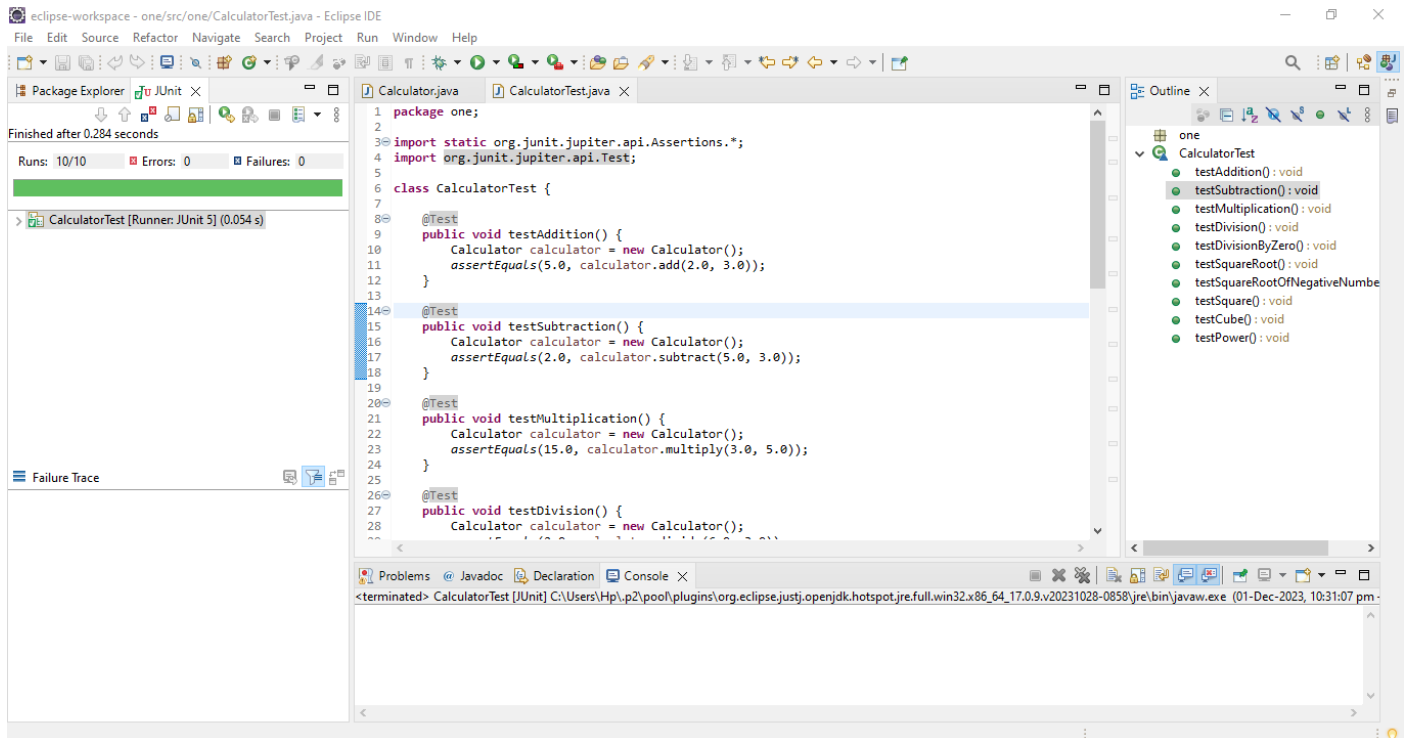 eclipse-workspace - one/src/one/CalculatorTest.java - Eclipse IDE
File Edit Source Refactor Navigate Search Project Run Window Help
Package Explorer JUnit
Finished after 0.284 seconds
Runs: 10/10 Errors: 0 Failures: 0
CalculatorTest [Runner: JUnit 5] (0.054 s)
Failure Trace
Calculator.java CalculatorTest.java
1 package one;
2
3 import static org.junit.jupiter.api.Assertions.*;
4 import org.junit.jupiter.api.Test;
5
6 class CalculatorTest {
7
8 @Test
9 public void testAddition() {
10 Calculator calculator = new Calculator();
11 assertEquals(5.0, calculator.add(2.0, 3.0));
12 }
13
14 @Test
15 public void testSubtraction() {
16 Calculator calculator = new Calculator();
17 assertEquals(2.0, calculator.subtract(5.0, 3.0));
18 }
19
20 @Test
21 public void testMultiplication() {
22 Calculator calculator = new Calculator();
23 assertEquals(15.0, calculator.multiply(3.0, 5.0));
24 }
25
26 @Test
27 public void testDivision() {
28 Calculator calculator = new Calculator();
Outline
one
CalculatorTest
testAddition() : void
testSubtraction() : void
testMultiplication() : void
testDivision() : void
testDivisionByZero() : void
testSquareRoot() : void
testSquareRootOfNegativeNumbe
testSquare() : void
testCube() : void
testPower() : void
Problems @ Javadoc Declaration Console
<terminated> CalculatorTest [JUnit] C:\Users\Hp\.p2\pool\plugins\org.eclipse.justj.openjdk.hotspot.jre.full.win32.x86_64_17.0.9.v20231028-0858\jre\bin\javaw.exe (01-Dec-2023, 10:31:07 pm -